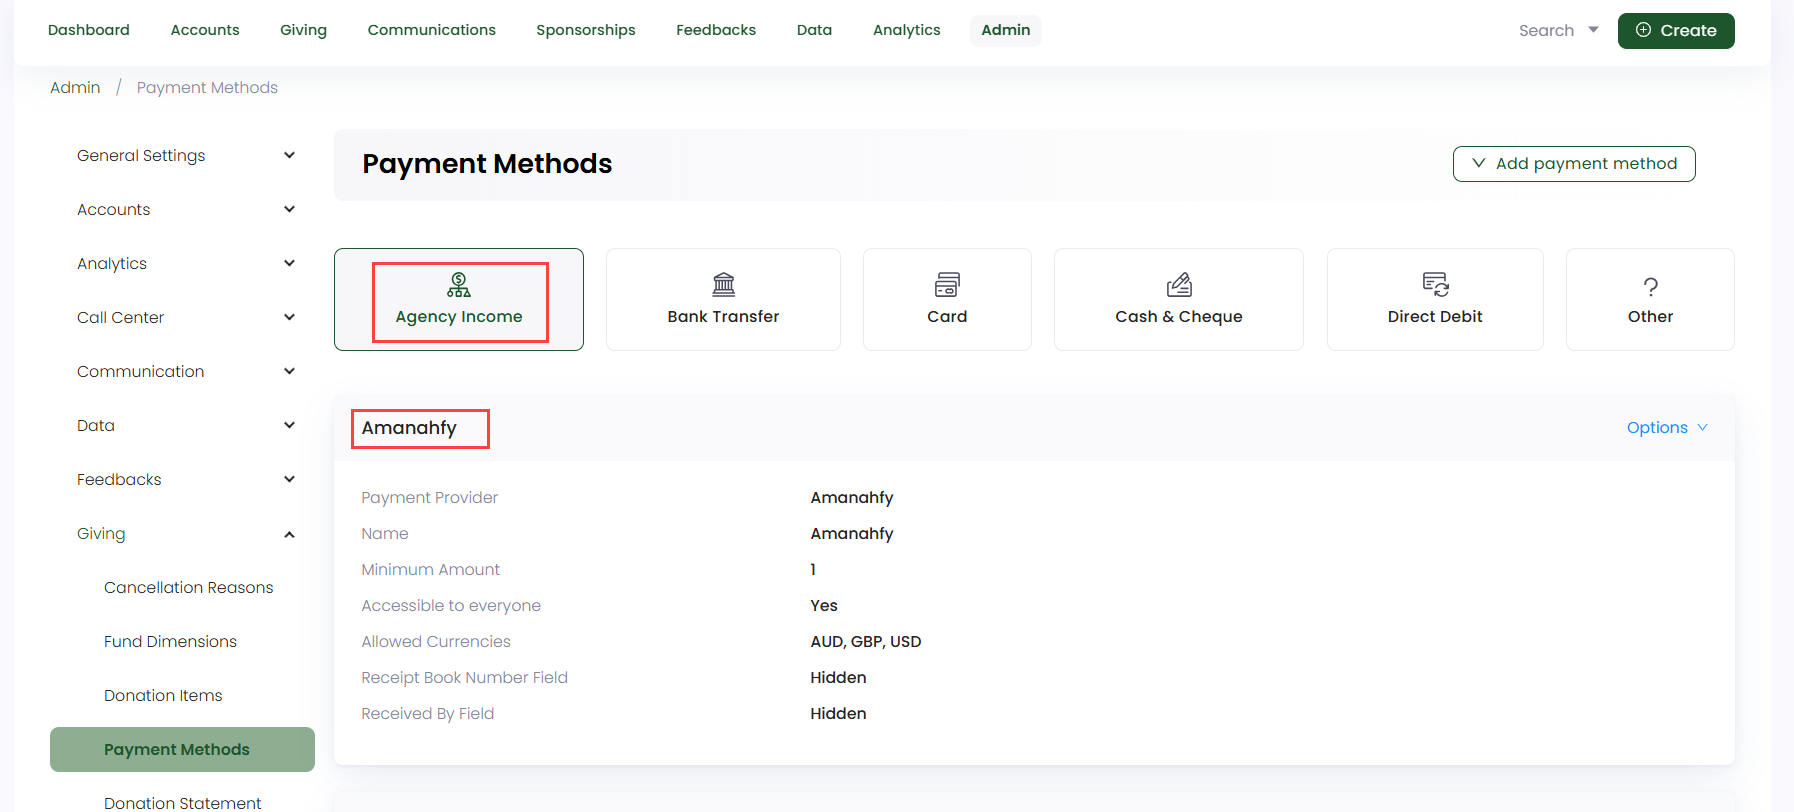 Dashboard Accounts Giving Communications Sponsorships Feedbacks Data Analytics Admin Search Create
Admin / Payment Methods
General Settings
Accounts
Analytics
Call Center
Communication
Data
Feedbacks
Giving
Cancellation Reasons
Fund Dimensions
Donation Items
Payment Methods
Donation Statement
Payment Methods Add payment method
Agency Income Bank Transfer Card Cash & Cheque Direct Debit ? Other
Amanahfy Options
Payment Provider Amanahfy
Name Amanahfy
Minimum Amount 1
Accessible to everyone Yes
Allowed Currencies AUD, GBP, USD
Receipt Book Number Field Hidden
Received By Field Hidden